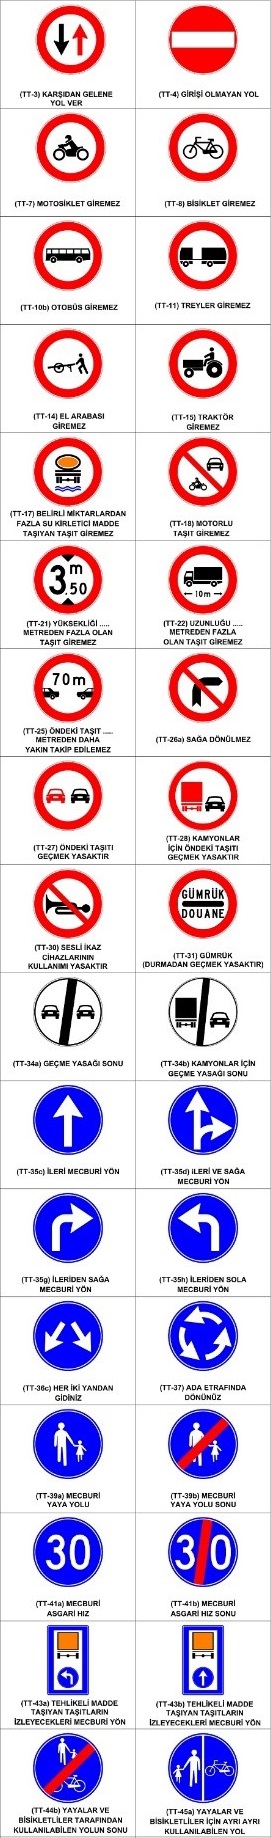 (TT-3) KARŞIDAN GELENE
YOL VER
(TT-4) GİRİŞİ OLMAYAN YOL
(TT-7) MOTOSİKLET GİREMEZ
(TT-8) BİSİKLET GİREMEZ
(TT-10b) OTOBÜS GİREMEZ
(TT-11) TREYLER GİREMEZ
(TT-14) EL ARABASI
GİREMEZ
(TT-15) TRAKTÖR
GİREMEZ
(TT-17) BELİRLİ MİKTARLARDAN
FAZLA SU KİRLETİCİ MADDE
TAŞIYAN TAŞIT GİREMEZ
(TT-18) MOTORLU
TAŞIT GİREMEZ
3 m
.50
(TT-21) YÜKSEKLİĞİ .....
METREDEN FAZLA OLAN
TAŞIT GİREMEZ
10 m
(TT-22) UZUNLUĞU .....
METREDEN FAZLA
OLAN TAŞIT GİREMEZ
70 m
(TT-25) ÖNDEKİ TAŞIT .....
METREDEN DAHA
YAKIN TAKİP EDİLEMEZ
(TT-26a) SAĞA DÖNÜLMEZ
(TT-27) ÖNDEKİ TAŞITI
GEÇMEK YASAKTIR
(TT-28) KAMYONLAR
İÇİN ÖNDEKİ TAŞITI
GEÇMEK YASAKTIR
(TT-30) SESLİ İKAZ
CİHAZLARININ
KULLANIMI YASAKTIR
GÜMRÜK
DOUANE
(TT-31) GÜMRÜK
(DURMADAN GEÇMEK YASAKTIR)
(TT-34a) GEÇME YASAĞI SONU
(TT-34b) KAMYONLAR İÇİN
GEÇME YASAĞI SONU
(TT-35c) İLERİ MECBURİ YÖN
(TT-35d) iLERİ VE SAĞA
MECBURİ YÖN
(TT-35g) İLERİDEN SAĞA
MECBURİ YÖN
(TT-35h) İLERİDEN SOLA
MECBURİ YÖN
(TT-36c) HER İKİ YANDAN
GİDİNİZ
(TT-37) ADA ETRAFINDA
DÖNÜNÜZ
(TT-39a) MECBURİ
YAYA YOLU
(TT-39b) MECBURİ
YAYA YOLU SONU
30
(TT-41a) MECBURİ
ASGARİ HIZ
30
(TT-41b) MECBURİ
ASGARİ HIZ SONU
(TT-43a) TEHLİKELİ MADDE
TAŞIYAN TAŞITLARIN
İZLEYECEKLERİ MECBURİ YÖN
(TT-43b) TEHLİKELİ MADDE
TAŞIYAN TAŞITLARIN
İZLEYECEKLERİ MECBURİ YÖN
(TT-44b) YAYALAR VE
BİSİKLETLİLER TARAFINDAN
KULLANILABİLEN YOLUN SONU
(TT-45a) YAYALAR VE
BİSİKLETLİLER İÇİN AYRI AYRI
KULLANILABİLEN YOL